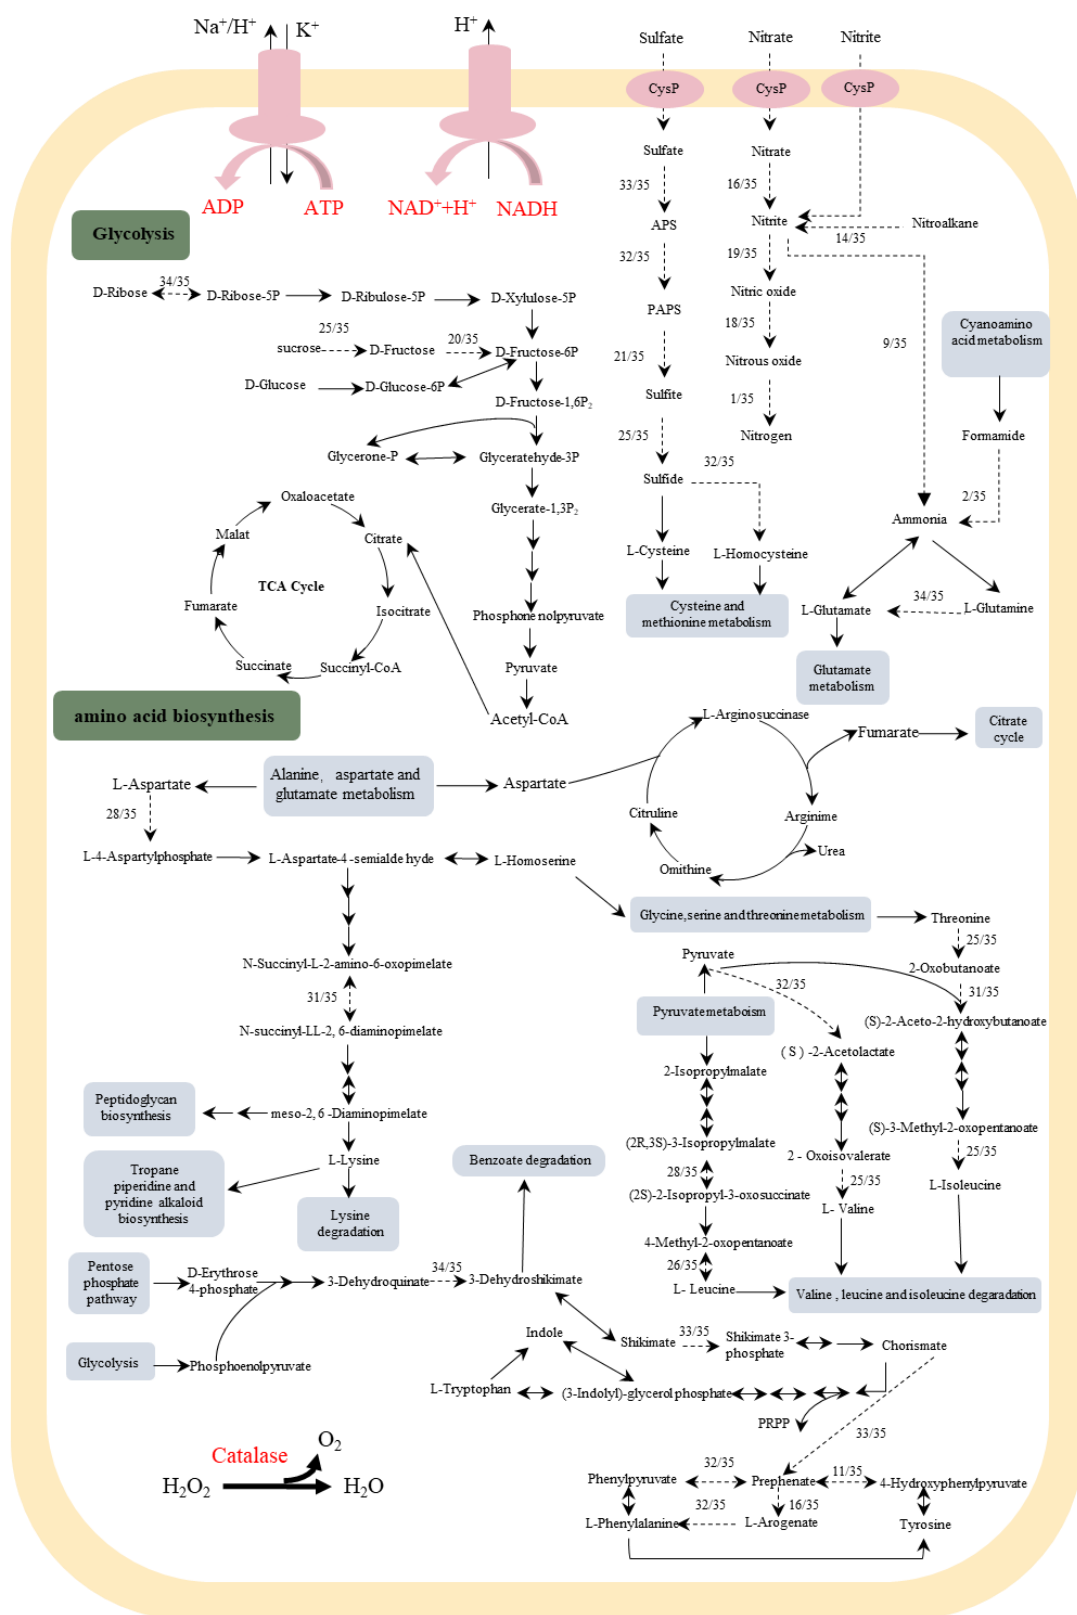 Na⁺/H⁺
K⁺
H⁺
Sulfate
Nitrate
Nitrite
CysP
CysP
CysP
ADP
ATP
NAD⁺+H⁺
NADH
Sulfate
Nitrate
33/35
16/35
APS
Nitrite
Nitroalkane
14/35
32/35
19/35
PAPS
Nitric oxide
18/35
9/35
Cyanoamino
acid metabolism
21/35
Nitrous oxide
Sulfite
1/35
25/35
Nitrogen
Formamide
32/35
Sulfide
2/35
Ammonia
L-Cysteine
L-Homocysteine
34/35
L-Glutamate
L-Glutamine
Cysteine and
methionine metabolism
Glutamate
metabolism
Glycolysis
D-Ribose
34/35
D-Ribose-5P
D-Ribulose-5P
D-Xylulose-5P
sucrose
25/35
D-Fructose
20/35
D-Fructose-6P
D-Glucose
D-Glucose-6P
D-Fructose-1,6P₂
Glycerone-P
Glyceratehyde-3P
Glycerate-1,3P₂
Oxaloacetate
Malat
Citrate
TCA Cycle
Fumarate
Isocitrate
Succinate
Succinyl-CoA
Phosphone nolpyruvate
Pyruvate
Acetyl-CoA
amino acid biosynthesis
L-Arginosuccinase
Fumarate
Citrate
cycle
L-Aspartate
Alanine, aspartate and
glutamate metabolism
Aspartate
28/35
Citruline
Arginime
Urea
Omithine
L-4-Aspartylphosphate
L-Aspartate-4 -semialde hyde
L-Homoserine
Glycine, serine and threonine metabolism
Threonine
25/35
2-Oxobutanoate
31/35
(S)-2-Aceto-2-hydroxybutanoate
Pyruvate
32/35
Pyruvate metaboism
( S ) -2-Acetolactate
N-Succinyl-L-2-amino-6-oxopimelate
31/35
N-succinyl-LL-2, 6-diaminopimelate
2-Isopropylmalate
Peptidoglycan
biosynthesis
meso-2, 6 -Diaminopimelate
(2R,3S)-3-Isopropylmalate
2 - Oxoisovalerate
(S)-3-Methyl-2-oxopentanoate
28/35
25/35
25/35
Tropane
piperidine and
pyridine alkaloid
biosynthesis
L-Lysine
Benzoate degradation
(2S)-2-Isopropyl-3-oxosuccinate
L- Valine
L-Isoleucine
Lysine
degradation
4-Methyl-2-oxopentanoate
26/35
L- Leucine
Valine , leucine and isoleucine degaradation
Pentose
phosphate
pathway
D-Erythrose
4-phosphate
3-Dehydroquinate
34/35
3-Dehydroshikimate
Glycolysis
Phosphoenolpyruvate
Indole
Shikimate
33/35
Shikimate 3-
phosphate
Chorismate
L-Tryptophan
(3-Indolyl)-glycerol phosphate
PRPP
33/35
Catalase
O₂
H₂O₂
H₂O
Phenylpyruvate
32/35
Prephenate
11/35
4-Hydroxyphenylpyruvate
32/35
16/35
L-Phenylalanine
L-Arogenate
Tyrosine